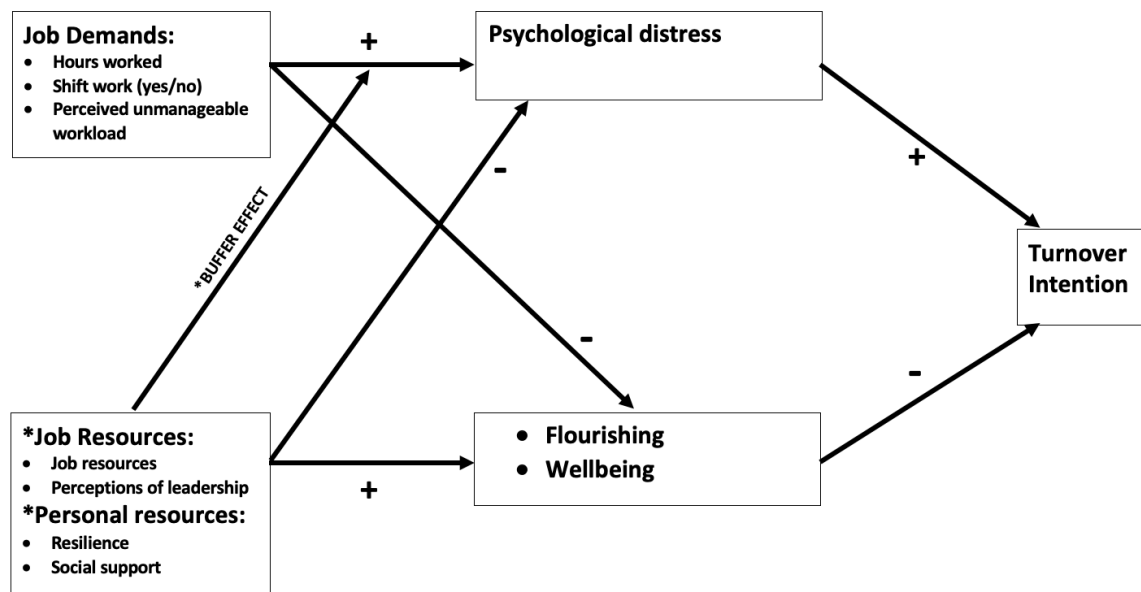 Job Demands:
• Hours worked
• Shift work (yes/no)
• Perceived unmanageable
workload
+
Psychological distress
-
+
*BUFFER EFFECT
Turnover
Intention
-
-
*Job Resources:
• Job resources
• Perceptions of leadership
*Personal resources:
• Resilience
• Social support
+
• Flourishing
• Wellbeing